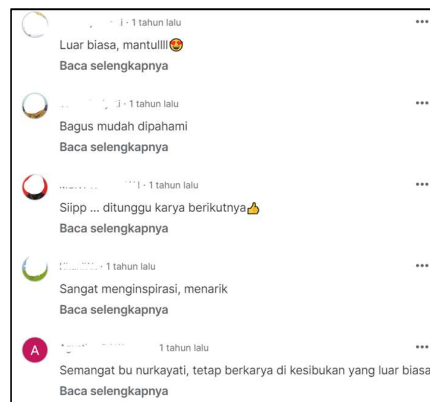 · 1 tahun lalu
Luar biasa, mantullll😍
Baca selengkapnya
· 1 tahun lalu
Bagus mudah dipahami
Baca selengkapnya
· 1 tahun lalu
Siipp ... ditunggu karya berikutnya👍
Baca selengkapnya
· 1 tahun lalu
Sangat menginspirasi, menarik
Baca selengkapnya
A
1 tahun lalu
Semangat bu nurkayati, tetap berkarya di kesibukan yang luar biasa
Baca selengkapnya